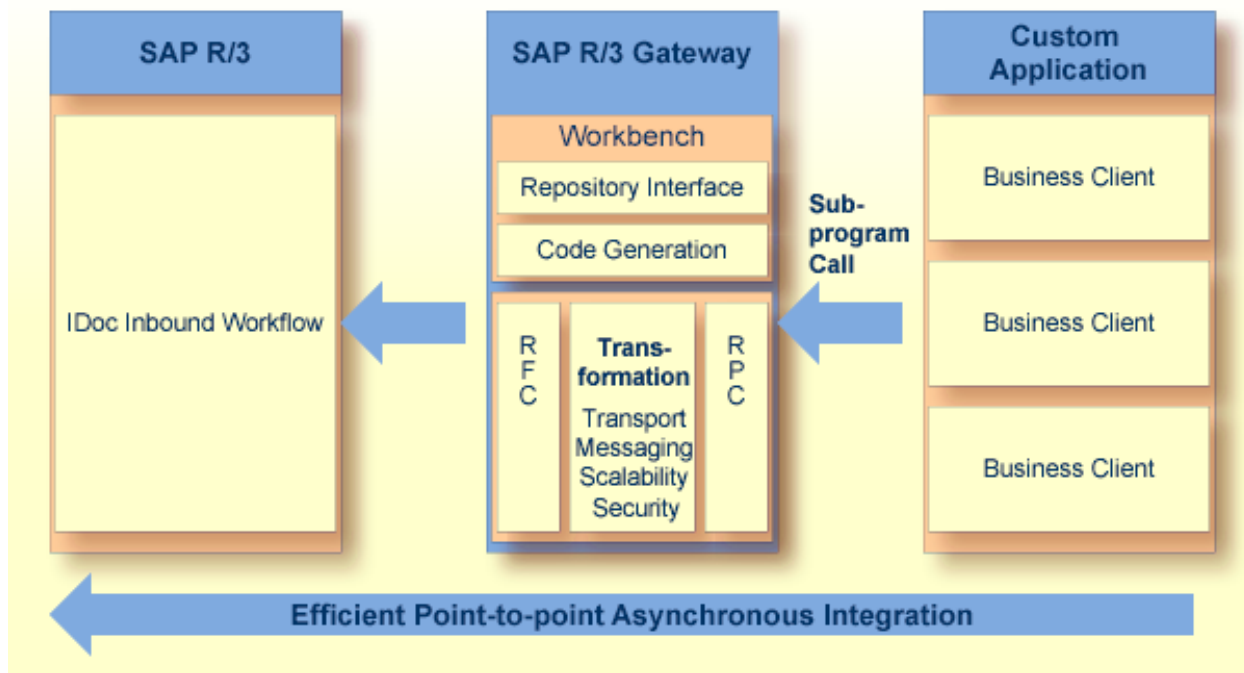 SAP R/3
IDoc Inbound Workflow
SAP R/3 Gateway
Workbench
Repository Interface
Code Generation
R
F
C
Trans-
formation
Transport
Messaging
Scalability
Security
R
P
C
Sub-
program
Call
Custom
Application
Business Client
Business Client
Business Client
Efficient Point-to-point Asynchronous Integration